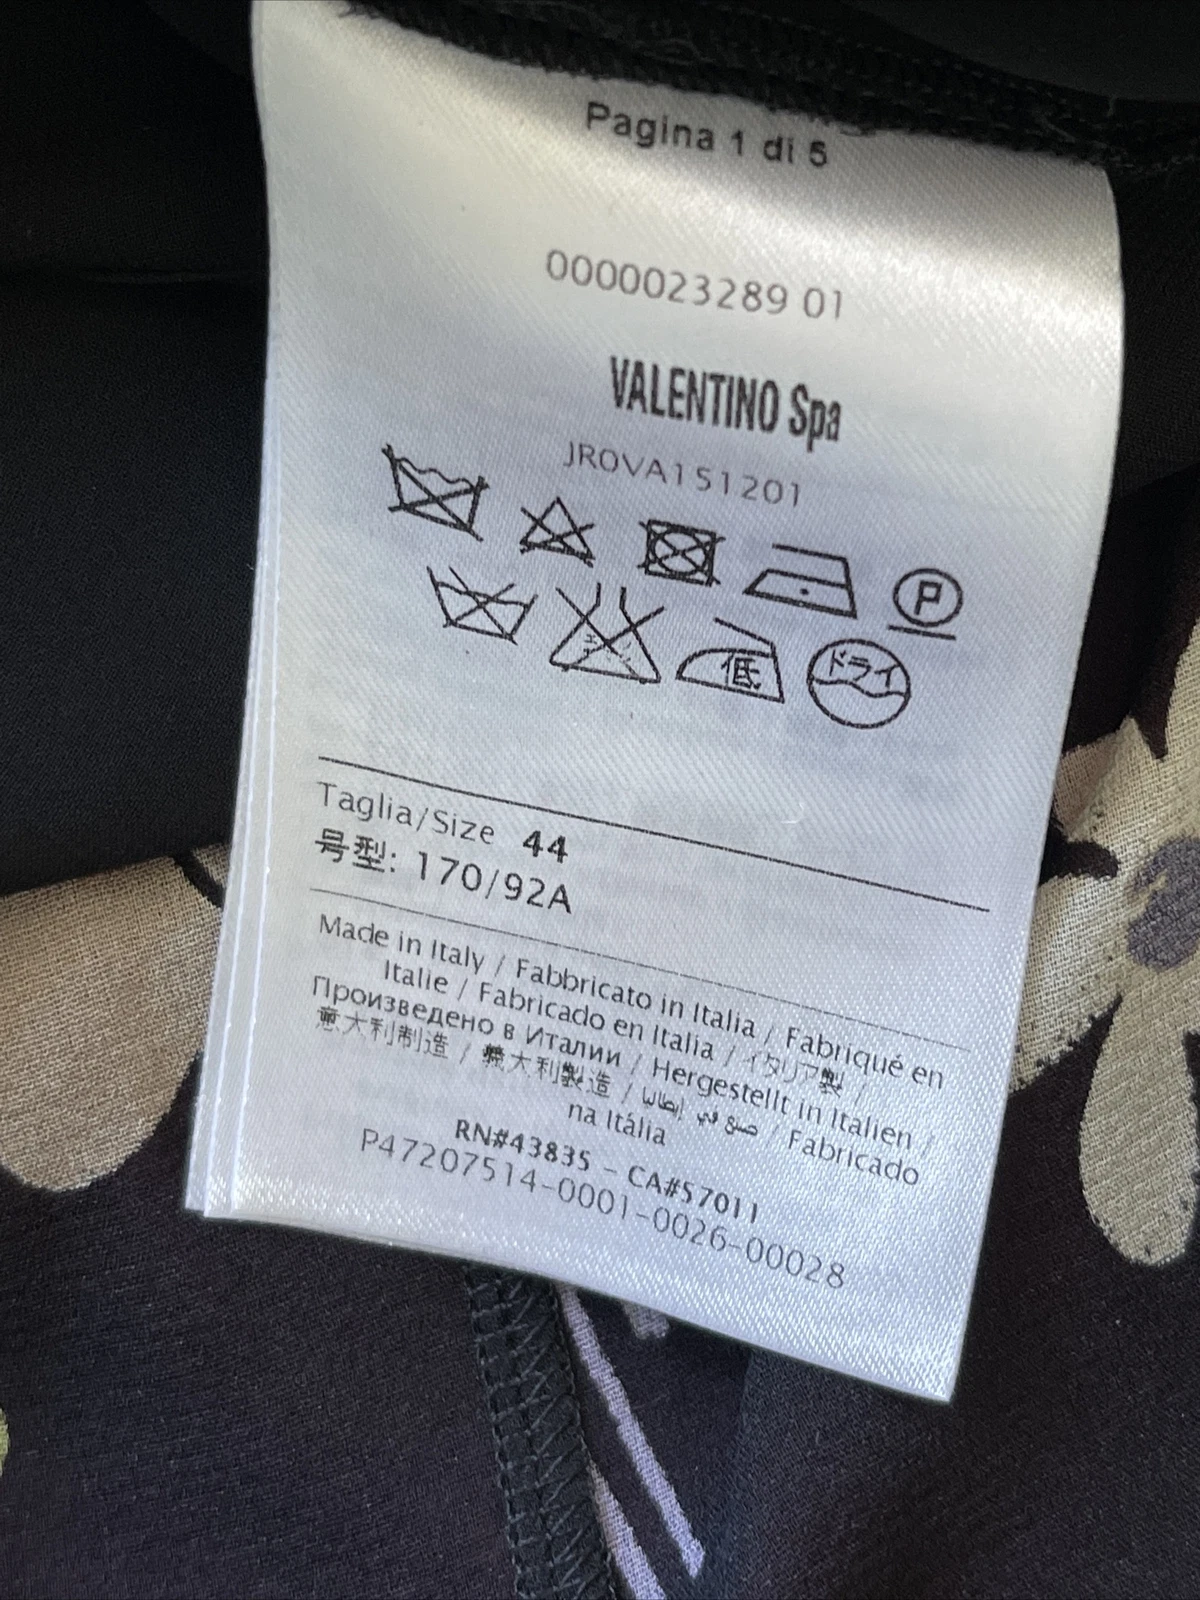 Pagina 1 di 5
0000023289 01
VALENTINO Spa
JR0VA151201
P
低 ドライ
Taglia/Size 44
号型: 170/92A
Made in Italy / Fabbricato in Italia / Fabriqué en
Italie / Fabricado en Italia / イタリア製 /
Произведено в Италии / Hergestellt in Italien /
意大利制造 / 義大利製造 / صنع في إيطاليا / Fabricado
na Itália
RN#43835 - CA#57011
P47207514-0001-0026-00028